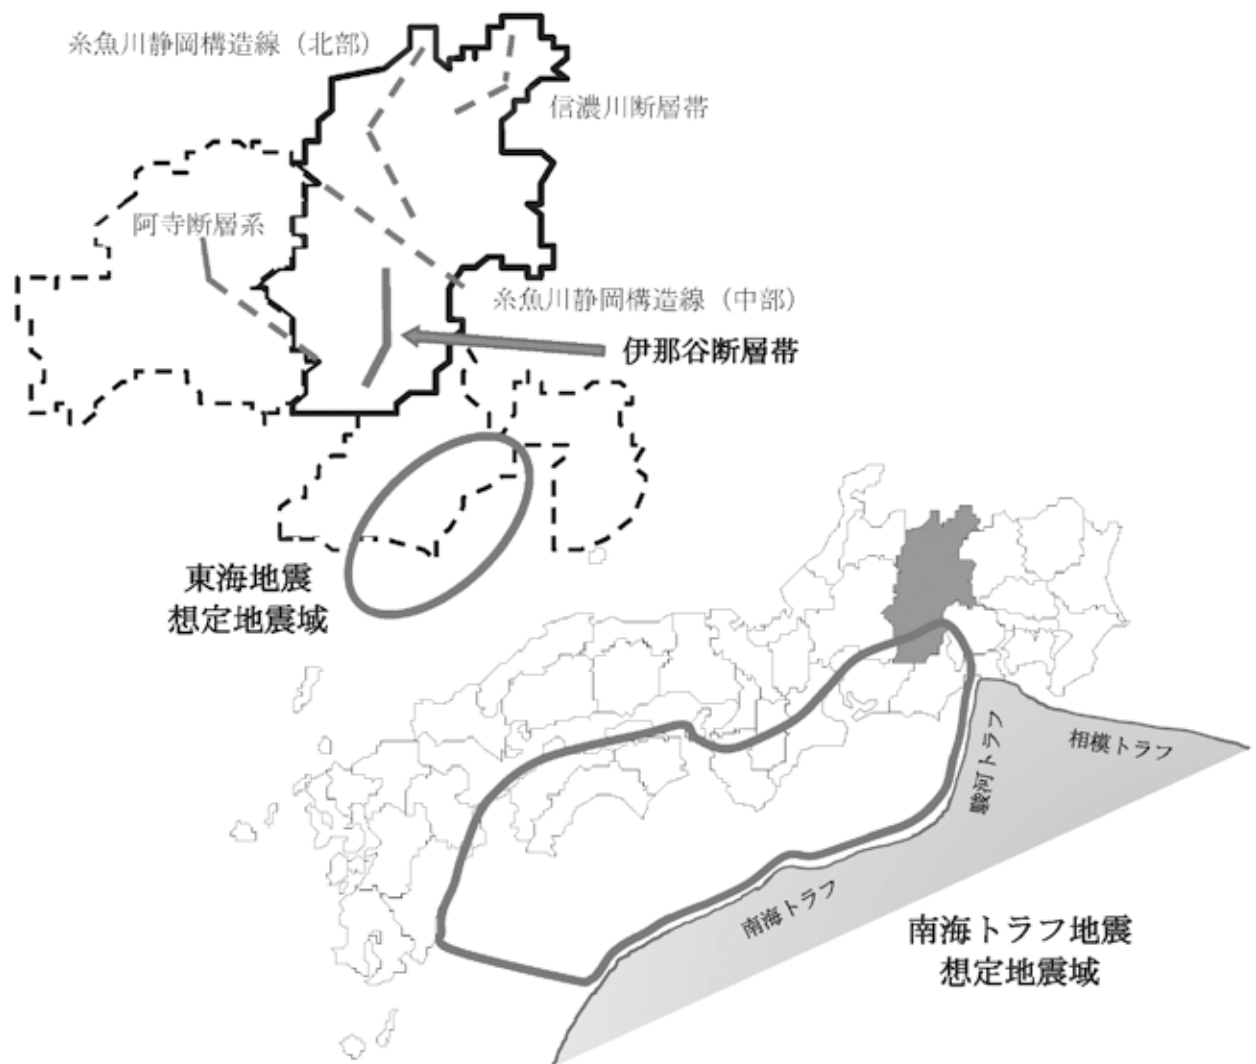 糸魚川静岡構造線（北部）
信濃川断層帯
阿寺断層系
糸魚川静岡構造線（中部）
伊那谷断層帯
東海地震
想定地震域
相模トラフ
駿河トラフ
南海トラフ
南海トラフ地震
想定地震域